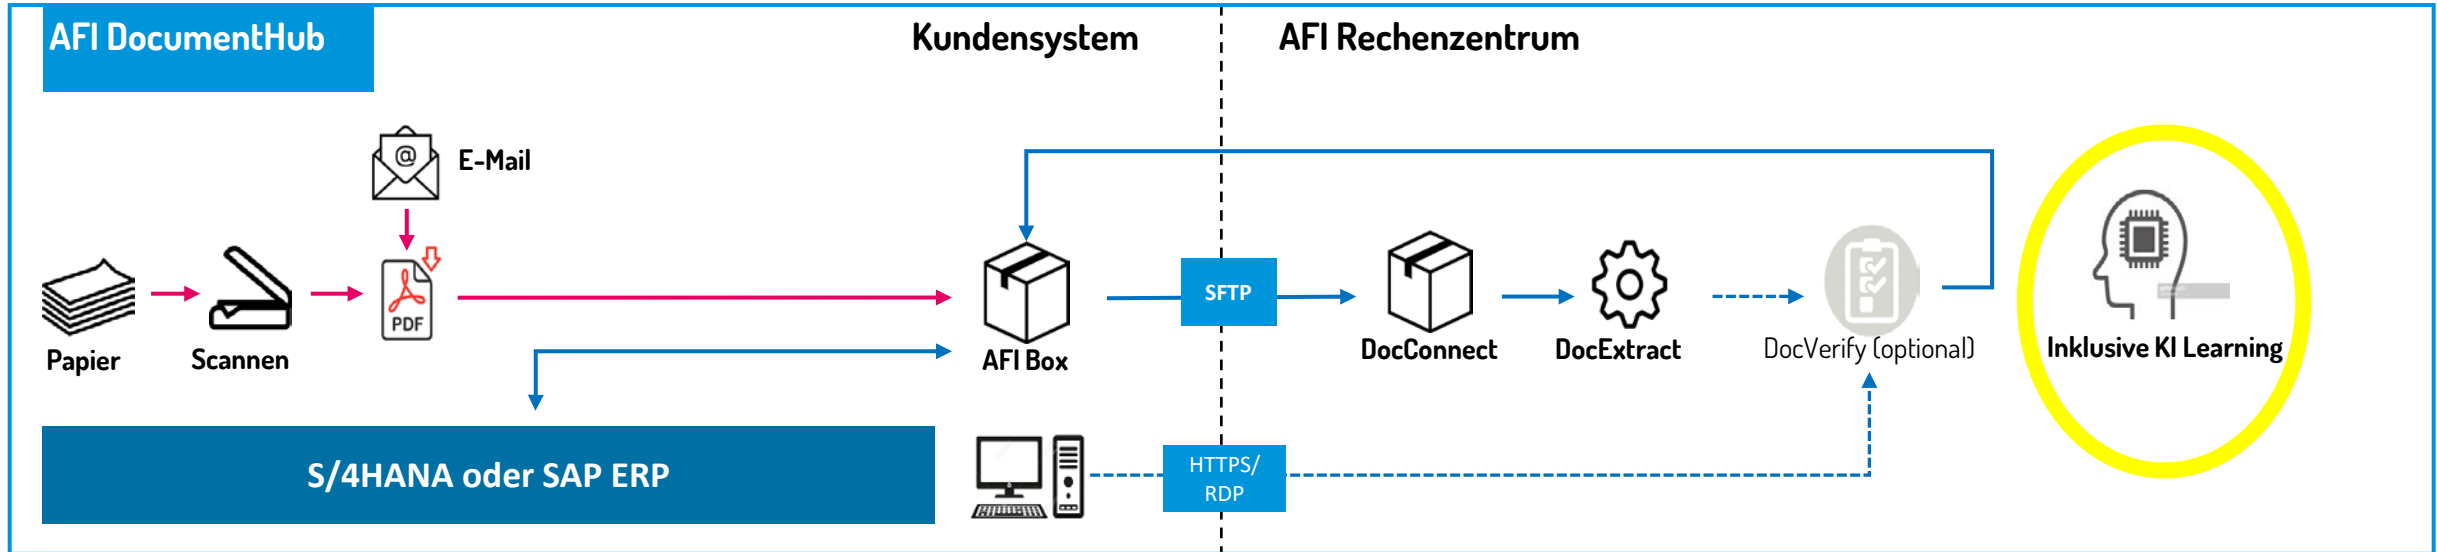 AFI DocumentHub
Kundensystem
AFI Rechenzentrum
@
E-Mail
PDF
SFTP
Papier
Scannen
AFI Box
DocConnect
DocExtract
DocVerify (optional)
Inklusive KI Learning
S/4HANA oder SAP ERP
HTTPS/
RDP